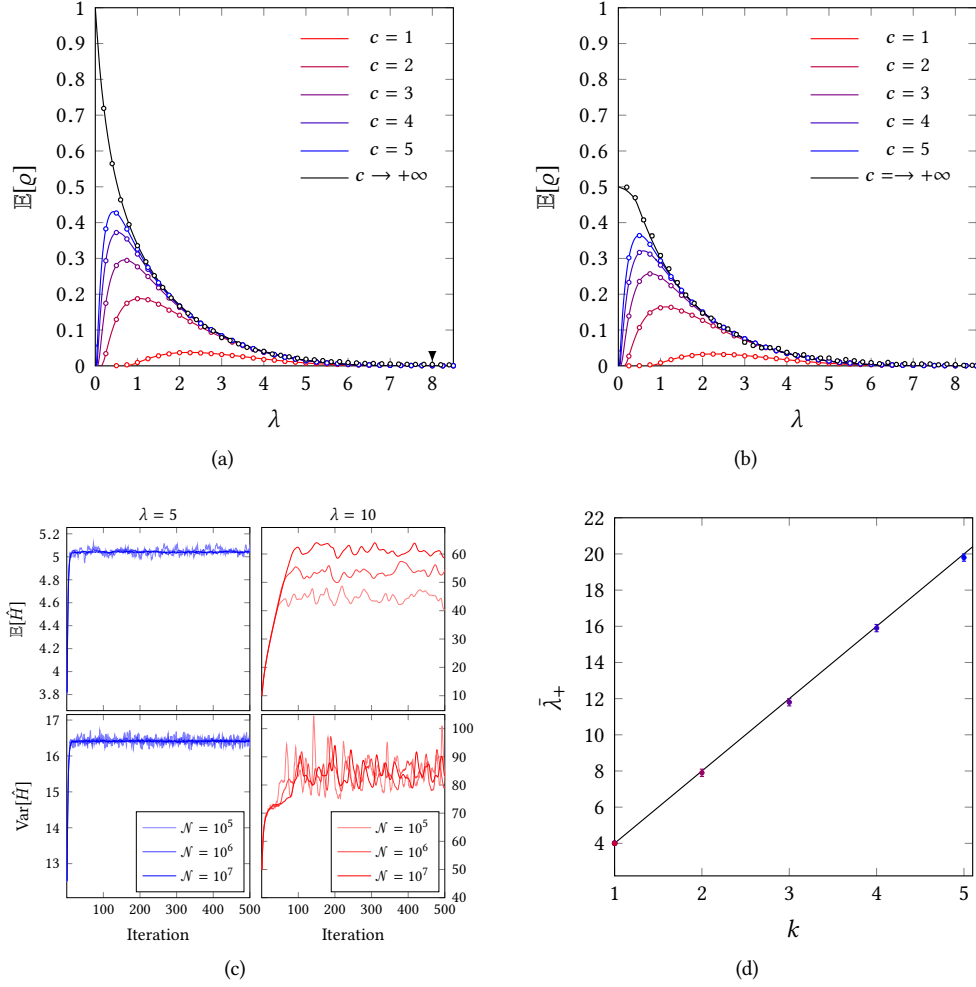 1
0.9
0.8
0.7
0.6
0.5
0.4
0.3
0.2
0.1
0
𝔼[ϱ]
c = 1
c = 2
c = 3
c = 4
c = 5
c → +∞
0 1 2 3 4 5 6 7 8
λ
(a)
1
0.9
0.8
0.7
0.6
0.5
0.4
0.3
0.2
0.1
0
𝔼[ϱ]
c = 1
c = 2
c = 3
c = 4
c = 5
c =→ +∞
0 1 2 3 4 5 6 7 8
λ
(b)
λ = 5
λ = 10
5.2
5
4.8
4.6
4.4
4.2
4
3.8
𝔼[Ĥ]
60
50
40
30
20
10
17
16
15
14
13
Var[Ĥ]
𝒩 = 10⁵
𝒩 = 10⁶
𝒩 = 10⁷
100 200 300 400 500
Iteration
100
90
80
70
60
50
40
𝒩 = 10⁵
𝒩 = 10⁶
𝒩 = 10⁷
100 200 300 400 500
Iteration
(c)
22
20
18
16
14
12
10
8
6
4
λ̄₊
1 2 3 4 5
k
(d)